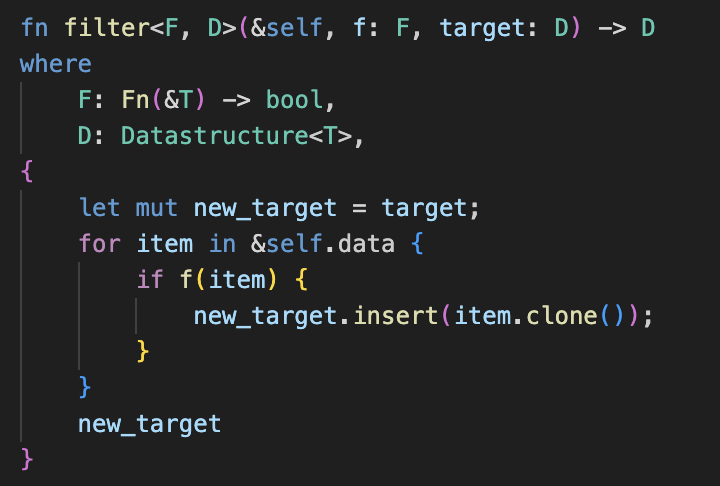 fn filter<F, D>(&self, f: F, target: D) -> D
where
    F: Fn(&T) -> bool,
    D: Datastructure<T>,
{
    let mut new_target = target;
    for item in &self.data {
        if f(item) {
            new_target.insert(item.clone());
        }
    }
    new_target
}